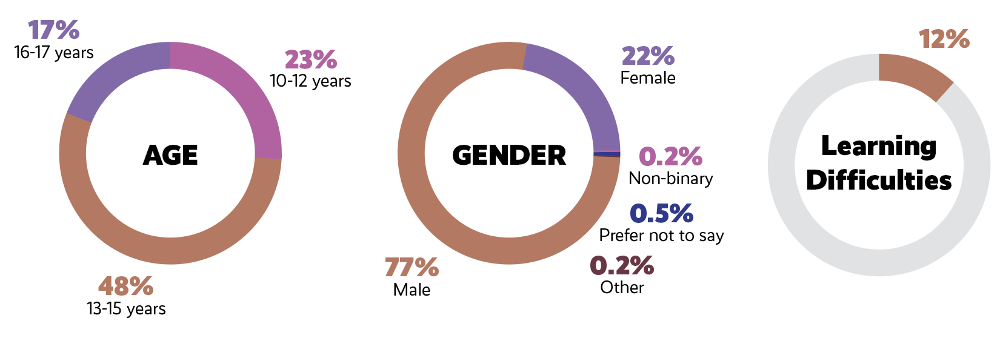 17%
16-17 years
23%
10-12 years
AGE
48%
13-15 years
22%
Female
GENDER
0.2%
Non-binary
0.5%
Prefer not to say
77%
Male
0.2%
Other
12%
Learning
Difficulties